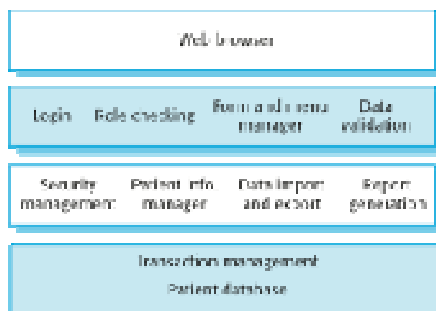 Web browser
Login Role checking Form and menu manager Data validation
Security management Patient info manager Data import and export Report generation
Transaction management
Patient database